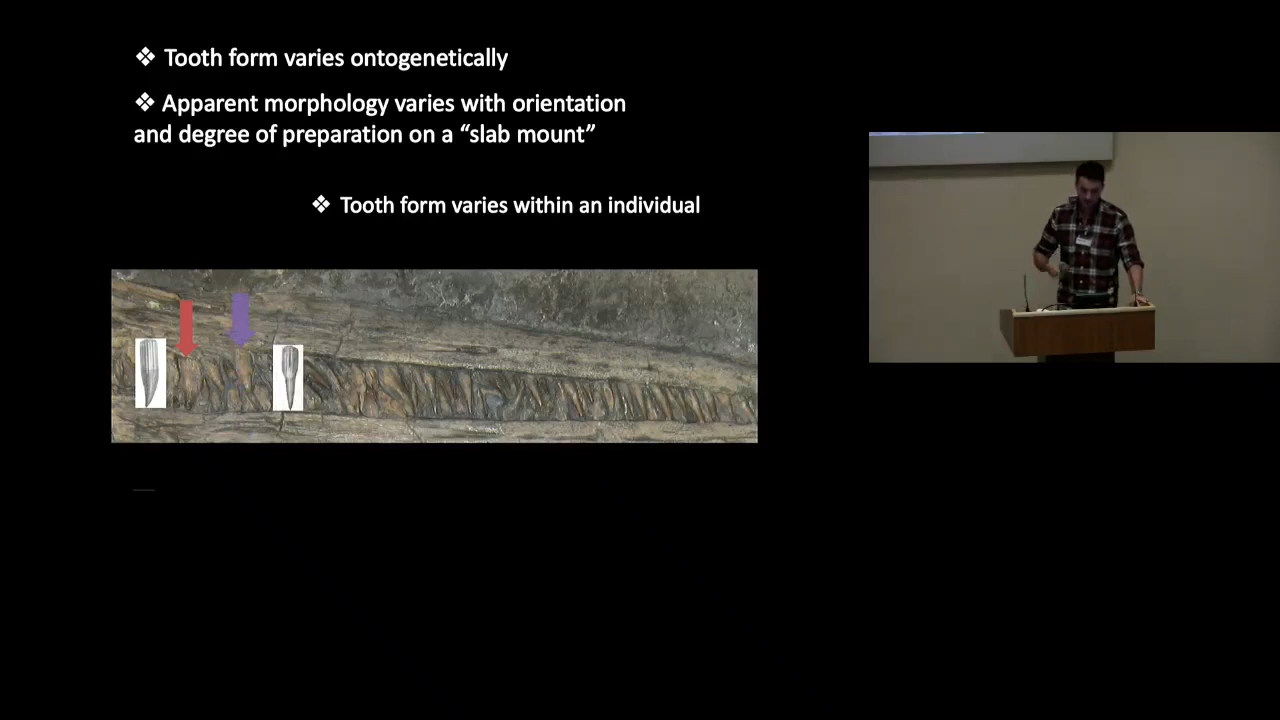 ❖ Tooth form varies ontogenetically
❖ Apparent morphology varies with orientation
and degree of preparation on a “slab mount”
❖ Tooth form varies within an individual